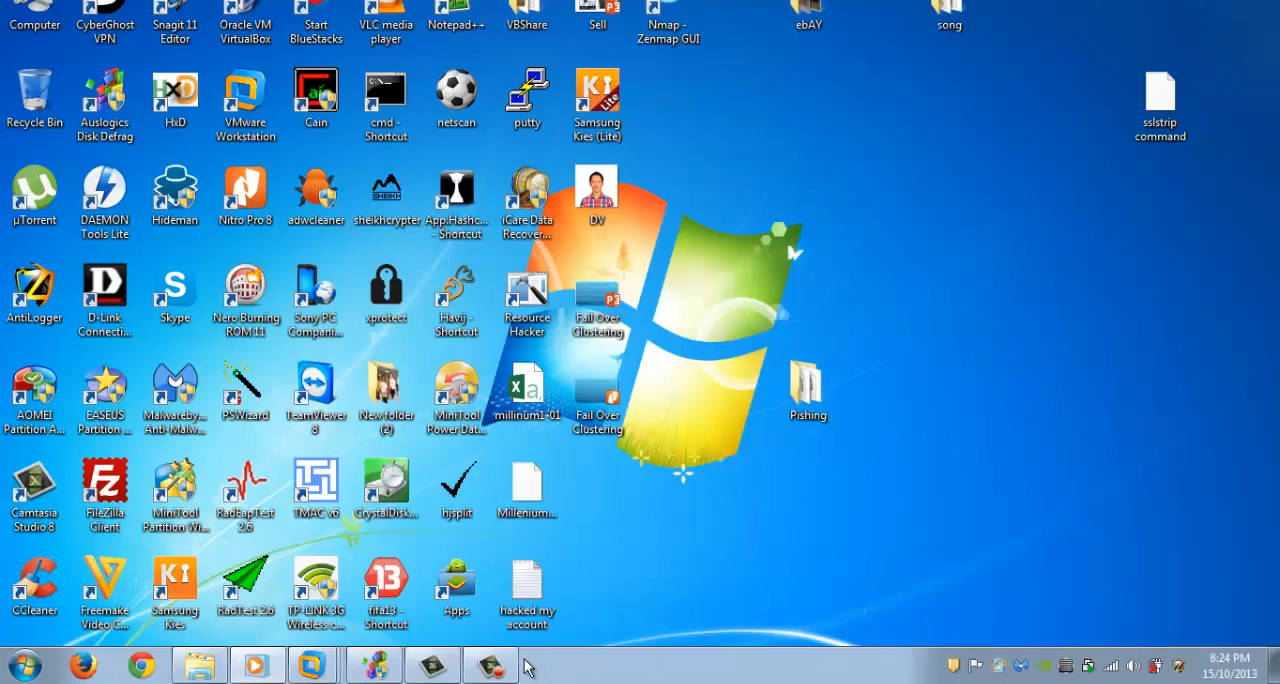 Computer
CyberGhost
VPN
Snagit 11
Editor
Oracle VM
VirtualBox
Start
BlueStacks
VLC media
player
Notepad++
VBShare
Sell
Nmap -
Zenmap GUI
ebAY
song
Recycle Bin
Auslogics
Disk Defrag
HxD
VMware
Workstation
Cain
cmd -
Shortcut
netscan
putty
Samsung
Kies (Lite)
sslstrip
command
µTorrent
DAEMON
Tools Lite
Hideman
Nitro Pro 8
adwcleaner
sheikhcrypter
App.Hashc...
- Shortcut
iCare Data
Recover...
DV
AntiLogger
D-Link
Connecti...
Skype
Nero Burning
ROM 11
Sony PC
Compani...
xprotect
Havij -
Shortcut
Resource
Hacker
Fail Over
Clustering
AOMEI
Partition A...
EASEUS
Partition ...
Malwareby...
Anti-Malw...
PSWizard
TeamViewer
8
New folder
(2)
MiniTool
Power Dat...
millinum1-01
Fail Over
Clustering
Pishing
Camtasia
Studio 8
FileZilla
Client
MiniTool
Partition Wi...
RadEapTest
2.6
TMAC v6
CrystalDisk...
hjsplit
Millenium...
CCleaner
Freemake
Video C...
Samsung
Kies
RadTest 2.6
TP-LINK 3G
Wireless c...
fifa13 -
Shortcut
Apps
hacked my
account
8:24 PM
15/10/2013